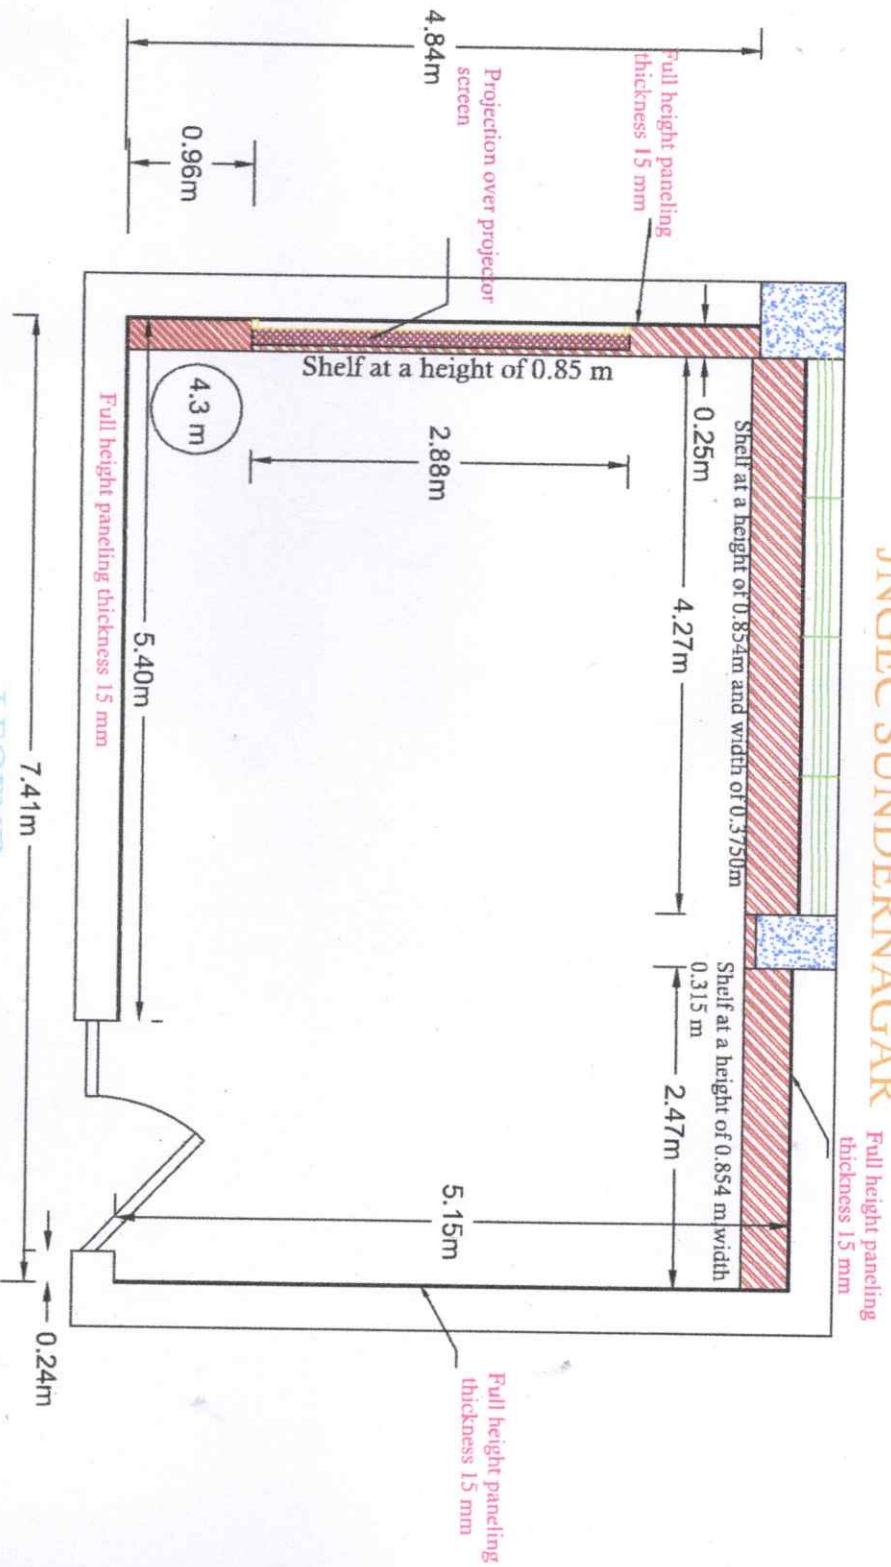 JNGEC SUNDERNAGAR
Full height paneling
thickness 15 mm
Full height paneling
thickness 15 mm
Projection over projector
screen
4.84m
0.96m
0.25m
Shelf at a height of 0.854m and width of 0.3750m
4.27m
Shelf at a height of 0.854 m width
0.315 m
2.47m
Shelf at a height of 0.85 m
2.88m
4.3 m
5.15m
Full height paneling
thickness 15 mm
5.40m
Full height paneling thickness 15 mm
7.41m
0.24m